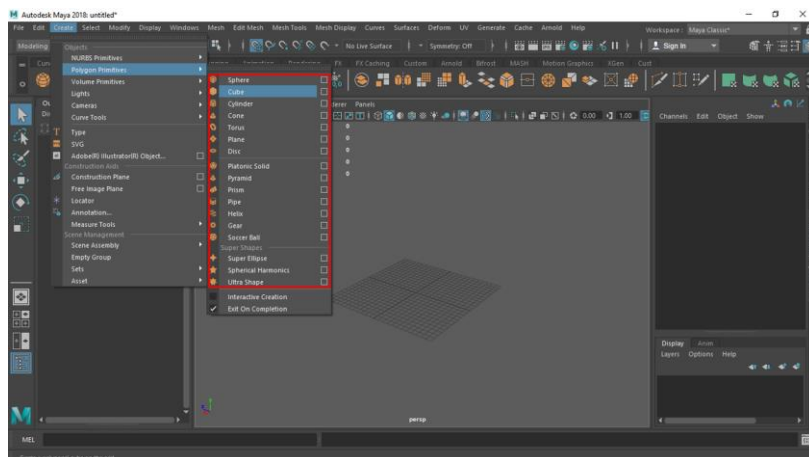 Autodesk Maya 2018: untitled*
File Edit Create Select Modify Display Windows Mesh Edit Mesh Mesh Tools Mesh Display Curves Surfaces Deform UV Generate Cache Arnold Help Workspace: Maya Classic*
Modeling No Live Surface Symmetry: Off Sign In
FX FX Caching Custom Arnold Bifrost MASH Motion Graphics XGen
Objects
NURBS Primitives
Polygon Primitives
Volume Primitives
Lights
Cameras
Curve Tools
Type
SVG
Adobe(R) Illustrator(R) Object...
Construction Aids
Construction Plane
Free Image Plane
Locator
Annotation...
Measure Tools
Scene Management
Scene Assembly
Empty Group
Sets
Asset
Sphere
Cube
Cylinder
Cone
Torus
Plane
Disc
Platonic Solid
Pyramid
Prism
Pipe
Helix
Gear
Soccer Ball
Super Shapes
Super Ellipse
Spherical Harmonics
Ultra Shape
Interactive Creation
Exit On Completion
Panels
0.00 1.00
0
0
0
0
0
persp
Channels Edit Object Show
Display Anim
Layers Options Help
MEL